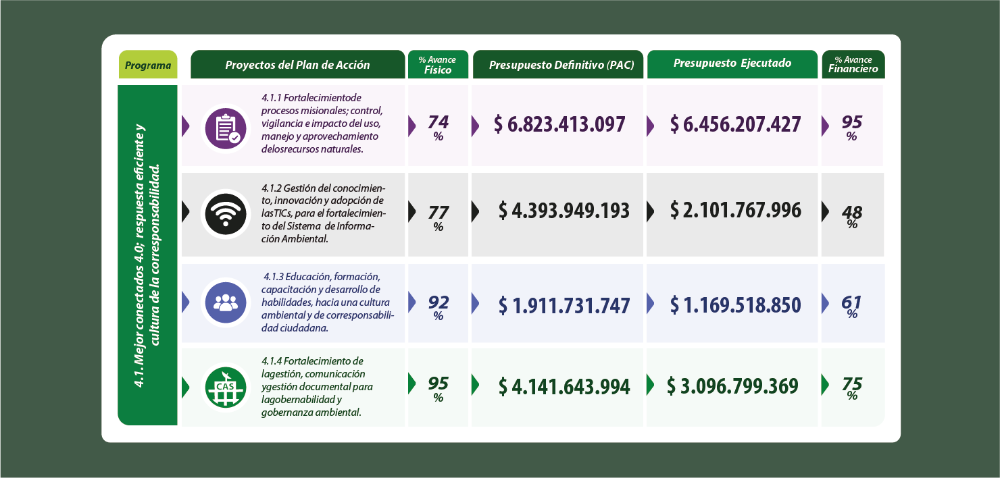 Programa
Proyectos del Plan de Acción
% Avance
Físico
Presupuesto Definitivo (PAC)
Presupuesto Ejecutado
% Avance
Financiero
4.1. Mejor conectados 4.0; respuesta eficiente y
cultura de la corresponsabilidad.
4.1.1 Fortalecimientode
procesos misionales; control,
vigilancia e impacto del uso,
manejo y aprovechamiento
delosrecursos naturales.
74
%
$ 6.823.413.097
$ 6.456.207.427
95
%
4.1.2 Gestión del conocimien-
to, innovación y adopción de
lasTICs, para el fortalecimien-
to del Sistema de Informa-
ción Ambiental.
77
%
$ 4.393.949.193
$ 2.101.767.996
48
%
4.1.3 Educación, formación,
capacitación y desarrollo de
habilidades, hacia una cultura
ambiental y de corresponsabili-
dad ciudadana.
92
%
$ 1.911.731.747
$ 1.169.518.850
61
%
CAS
4.1.4 Fortalecimiento de
lagestión, comunicación
ygestión documental para
lagobernabilidad y
gobernanza ambiental.
95
%
$ 4.141.643.994
$ 3.096.799.369
75
%